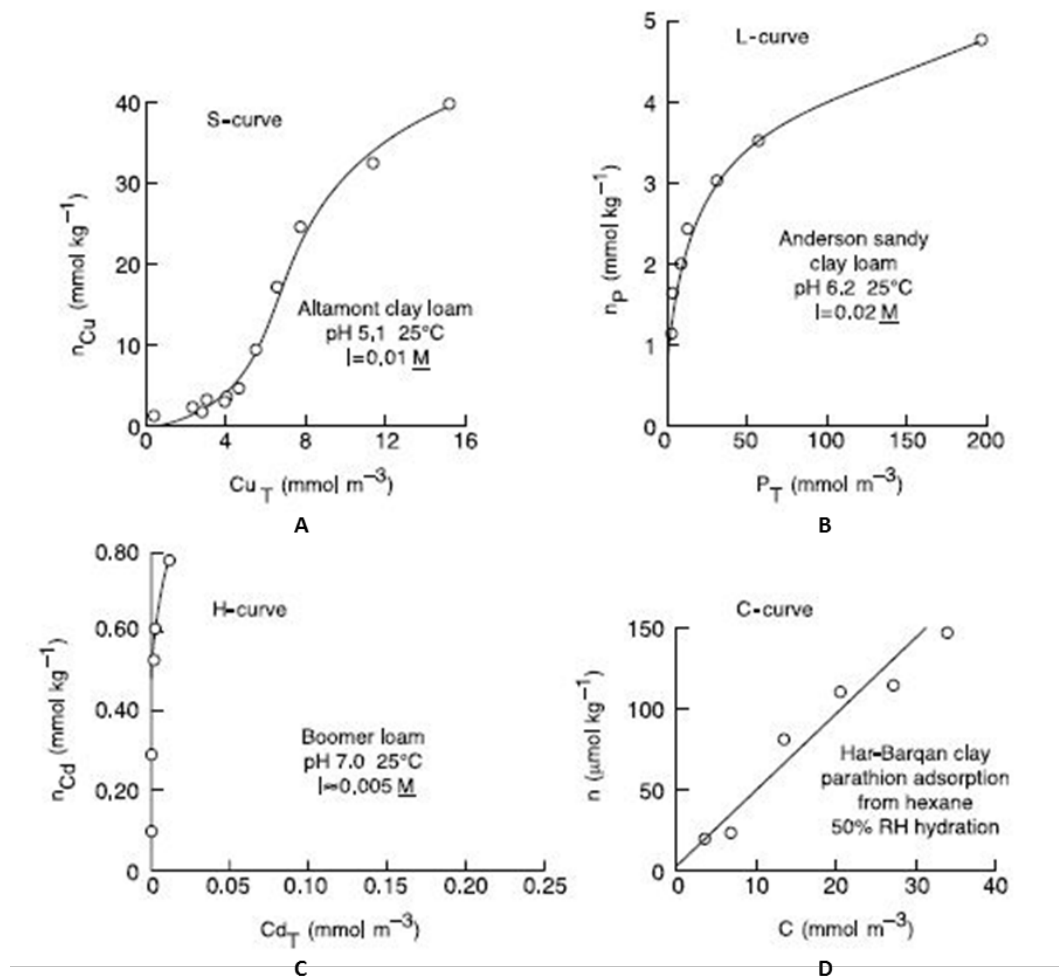 S-curve
40
30
20
10
0
n_Cu (mmol kg⁻¹)
Altamont clay loam
pH 5.1 25°C
I=0.01 M
0 4 8 12 16
Cu_T (mmol m⁻³)
A
L-curve
5
4
3
2
1
0
n_P (mmol kg⁻¹)
Anderson sandy
clay loam
pH 6.2 25°C
I=0.02 M
0 50 100 150 200
P_T (mmol m⁻³)
B
H-curve
0.80
0.60
0.40
0.20
0
n_Cd (mmol kg⁻¹)
Boomer loam
pH 7.0 25°C
I≈0.005 M
0 0.05 0.10 0.15 0.20 0.25
Cd_T (mmol m⁻³)
C
C-curve
150
100
50
0
n (μmol kg⁻¹)
Har-Barqan clay
parathion adsorption
from hexane
50% RH hydration
0 10 20 30 40
C (mmol m⁻³)
D